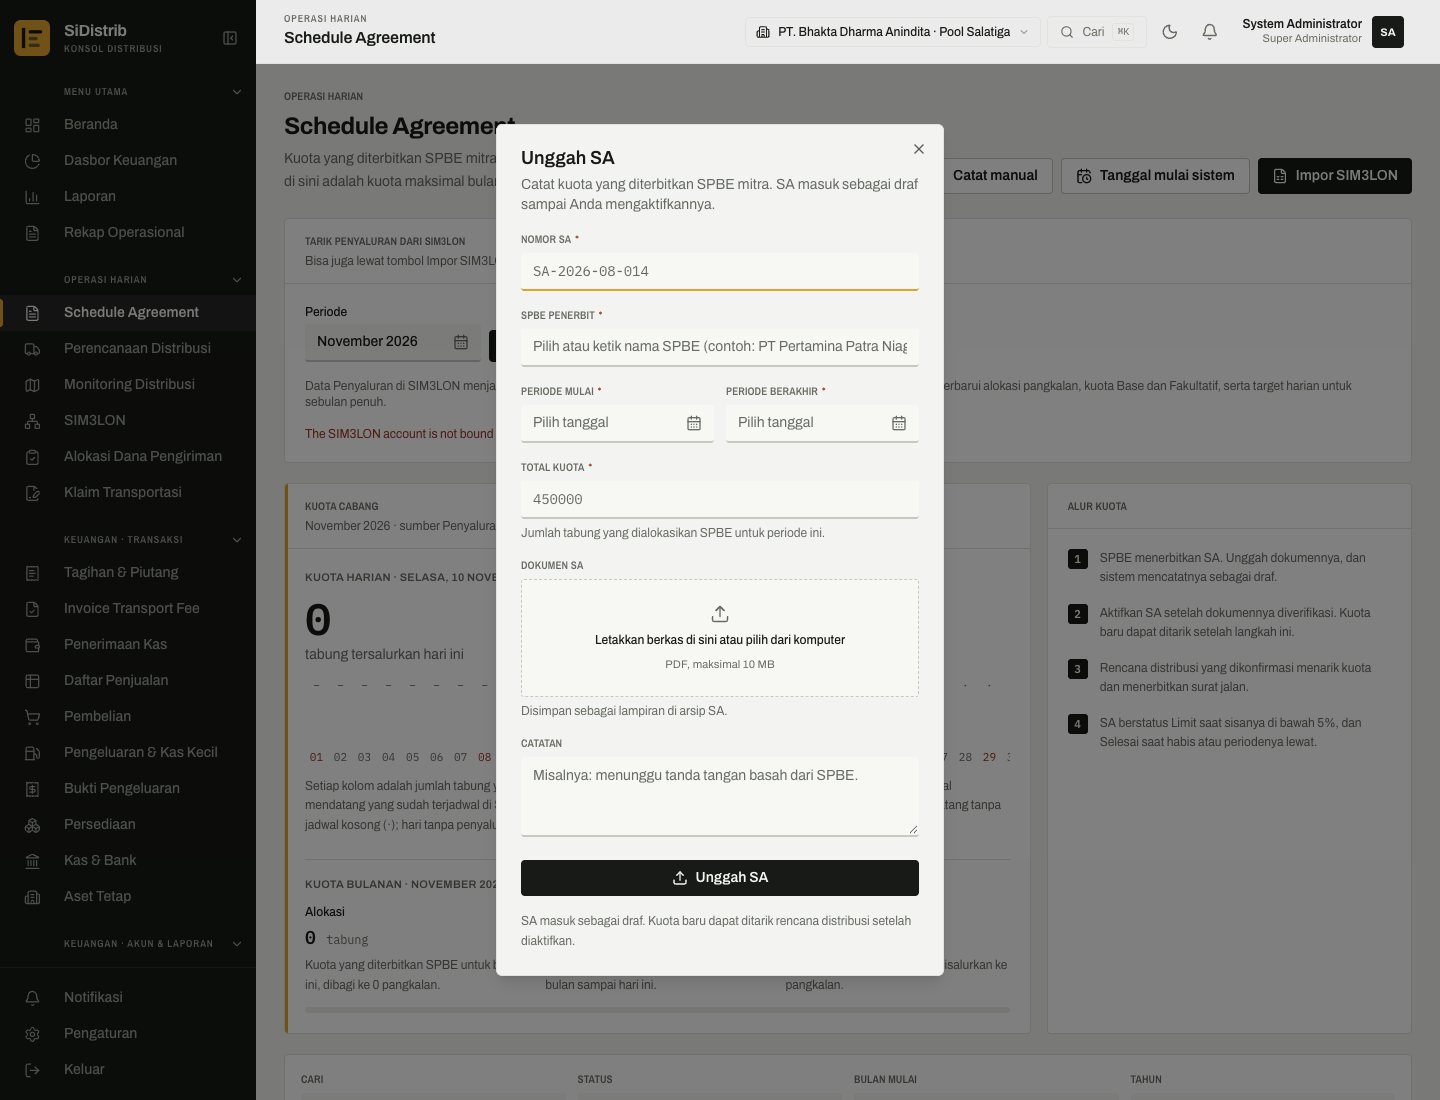 SiDistrib
KONSOL DISTRIBUSI
MENU UTAMA
Beranda
Dasbor Keuangan
Laporan
Rekap Operasional
OPERASI HARIAN
Schedule Agreement
Perencanaan Distribusi
Monitoring Distribusi
SIM3LON
Alokasi Dana Pengiriman
Klaim Transportasi
KEUANGAN · TRANSAKSI
Tagihan & Piutang
Invoice Transport Fee
Penerimaan Kas
Daftar Penjualan
Pembelian
Pengeluaran & Kas Kecil
Bukti Pengeluaran
Persediaan
Kas & Bank
Aset Tetap
KEUANGAN · AKUN & LAPORAN
Notifikasi
Pengaturan
Keluar
OPERASI HARIAN
Schedule Agreement
PT. Bhakta Dharma Anindita · Pool Salatiga
Cari ⌘K
System Administrator
Super Administrator
SA
OPERASI HARIAN
Schedule Agreement
Kuota yang diterbitkan SPBE mitra
di sini adalah kuota maksimal bulan
Catat manual
Tanggal mulai sistem
Impor SIM3LON
TARIK PENYALURAN DARI SIM3LON
Bisa juga lewat tombol Impor SIM3L
Periode
November 2026
Data Penyaluran di SIM3LON menja
erbarui alokasi pangkalan, kuota Base dan Fakultatif, serta target harian untuk
sebulan penuh.
The SIM3LON account is not bound
KUOTA CABANG
November 2026 · sumber Penyalura
KUOTA HARIAN · SELASA, 10 NOVE
0
tabung tersalurkan hari ini
01 02 03 04 05 06 07 08
28 29
Setiap kolom adalah jumlah tabung
al
mendatang yang sudah terjadwal di
tang tanpa
jadwal kosong (·); hari tanpa penyalu
KUOTA BULANAN · NOVEMBER 202
Alokasi
0 tabung
Kuota yang diterbitkan SPBE untuk b
isalurkan ke
ini, dibagi ke 0 pangkalan.
bulan sampai hari ini.
pangkalan.
ALUR KUOTA
1 SPBE menerbitkan SA. Unggah dokumennya, dan
sistem mencatatnya sebagai draf.
2 Aktifkan SA setelah dokumennya diverifikasi. Kuota
baru dapat ditarik setelah langkah ini.
3 Rencana distribusi yang dikonfirmasi menarik kuota
dan menerbitkan surat jalan.
4 SA berstatus Limit saat sisanya di bawah 5%, dan
Selesai saat habis atau periodenya lewat.
CARI
STATUS
BULAN MULAI
TAHUN
Unggah SA
Catat kuota yang diterbitkan SPBE mitra. SA masuk sebagai draf
sampai Anda mengaktifkannya.
NOMOR SA *
SA-2026-08-014
SPBE PENERBIT *
Pilih atau ketik nama SPBE (contoh: PT Pertamina Patra Niag
PERIODE MULAI *
PERIODE BERAKHIR *
Pilih tanggal
Pilih tanggal
TOTAL KUOTA *
450000
Jumlah tabung yang dialokasikan SPBE untuk periode ini.
DOKUMEN SA
Letakkan berkas di sini atau pilih dari komputer
PDF, maksimal 10 MB
Disimpan sebagai lampiran di arsip SA.
CATATAN
Misalnya: menunggu tanda tangan basah dari SPBE.
Unggah SA
SA masuk sebagai draf. Kuota baru dapat ditarik rencana distribusi setelah
diaktifkan.